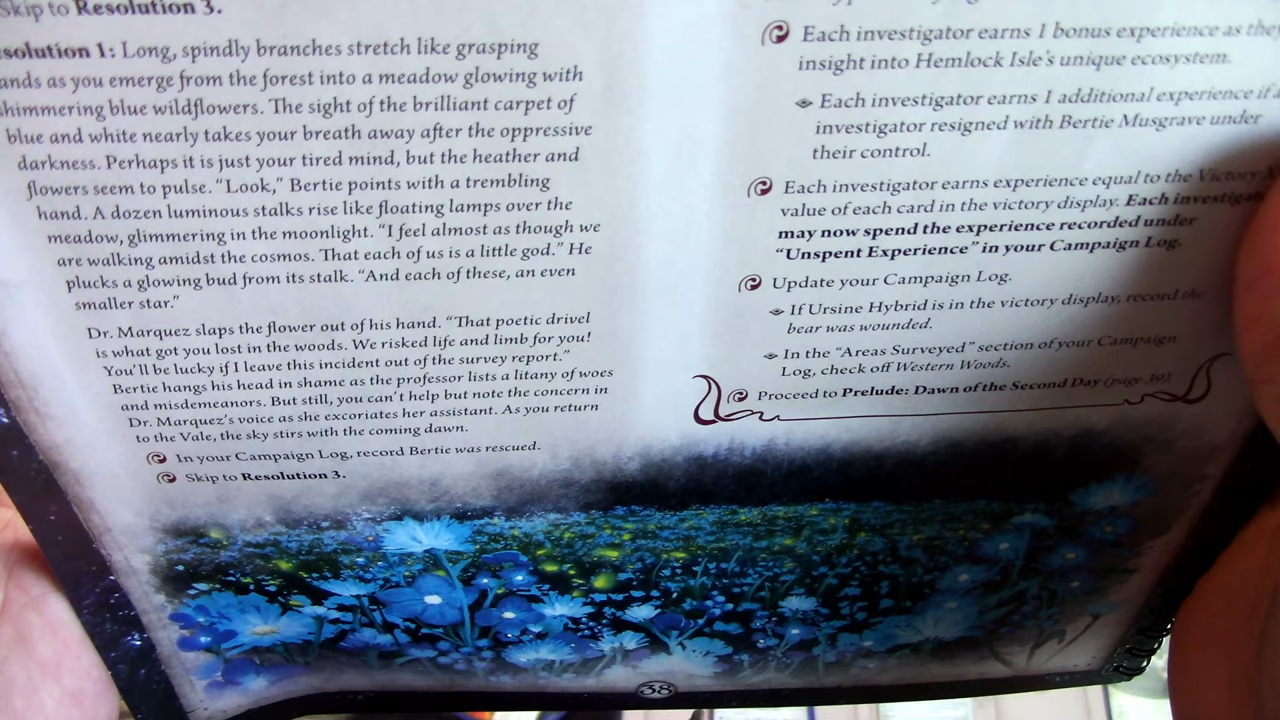 Skip to Resolution 3.
solution 1: Long, spindly branches stretch like grasping
ands as you emerge from the forest into a meadow glowing with
shimmering blue wildflowers. The sight of the brilliant carpet of
blue and white nearly takes your breath away after the oppressive
darkness. Perhaps it is just your tired mind, but the heather and
flowers seem to pulse. “Look,” Bertie points with a trembling
hand. A dozen luminous stalks rise like floating lamps over the
meadow, glimmering in the moonlight. “I feel almost as though we
are walking amidst the cosmos. That each of us is a little god.” He
plucks a glowing bud from its stalk. “And each of these, an even
smaller star.”
Dr. Marquez slaps the flower out of his hand. “That poetic drivel
is what got you lost in the woods. We risked life and limb for you!
You’ll be lucky if I leave this incident out of the survey report.”
Bertie hangs his head in shame as the professor lists a litany of woes
and misdemeanors. But still, you can’t help but note the concern in
Dr. Marquez’s voice as she excoriates her assistant. As you return
to the Vale, the sky stirs with the coming dawn.
In your Campaign Log, record Bertie was rescued.
Skip to Resolution 3.
Each investigator earns 1 bonus experience as they
insight into Hemlock Isle’s unique ecosystem.
Each investigator earns 1 additional experience if a
investigator resigned with Bertie Musgrave under
their control.
Each investigator earns experience equal to the Victory X
value of each card in the victory display. Each investigat
may now spend the experience recorded under
“Unspent Experience” in your Campaign Log.
Update your Campaign Log.
If Ursine Hybrid is in the victory display, record the
bear was wounded.
In the “Areas Surveyed” section of your Campaign
Log, check off Western Woods.
Proceed to Prelude: Dawn of the Second Day (page 39).
38